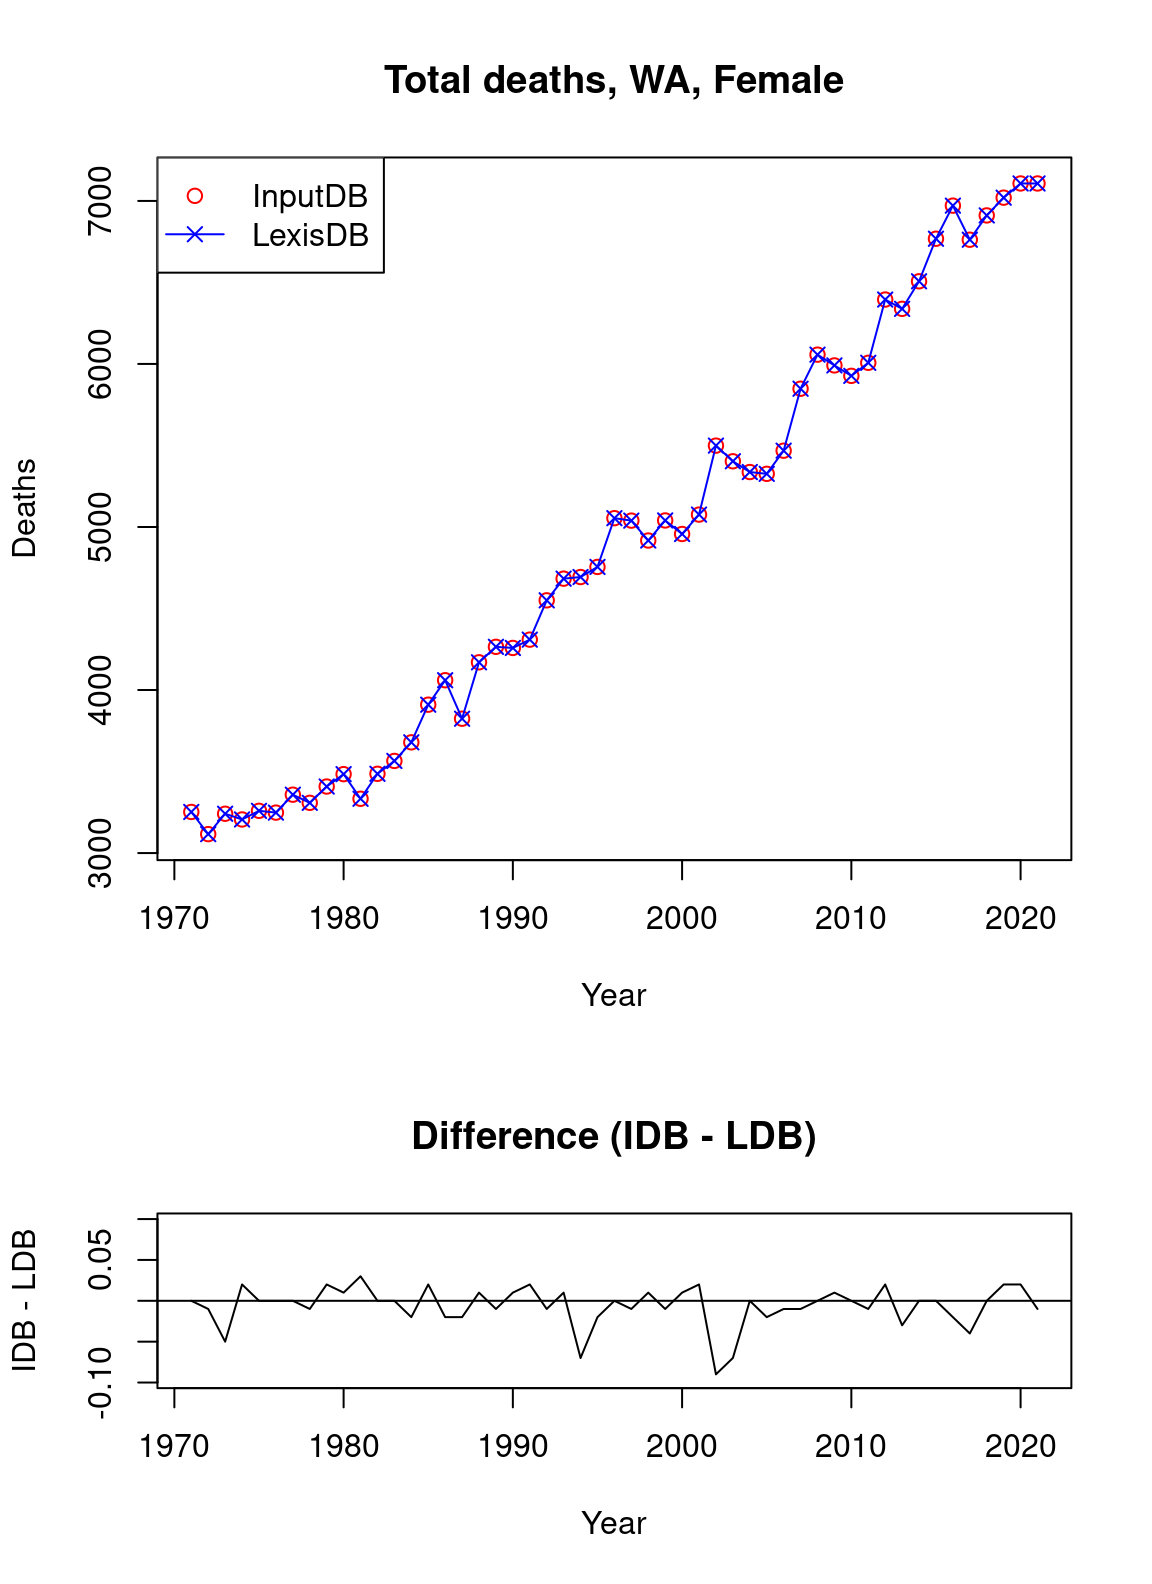 Total deaths, WA, Female
InputDB
LexisDB
Deaths
7000
6000
5000
4000
3000
1970 1980 1990 2000 2010 2020
Year
Difference (IDB - LDB)
IDB - LDB
0.05
-0.10
1970 1980 1990 2000 2010 2020
Year